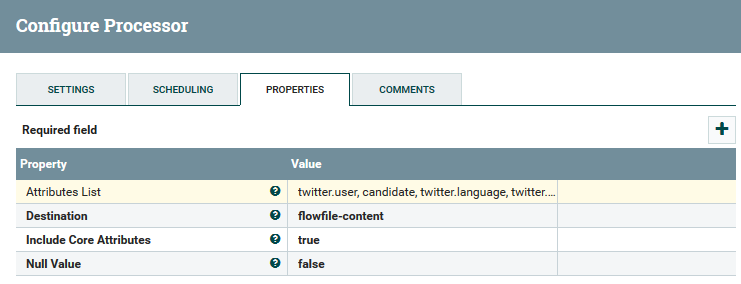 Configure Processor
SETTINGS SCHEDULING PROPERTIES COMMENTS
Required field
Property Value
Attributes List twitter.user, candidate, twitter.language, twitter....
Destination flowfile-content
Include Core Attributes true
Null Value false